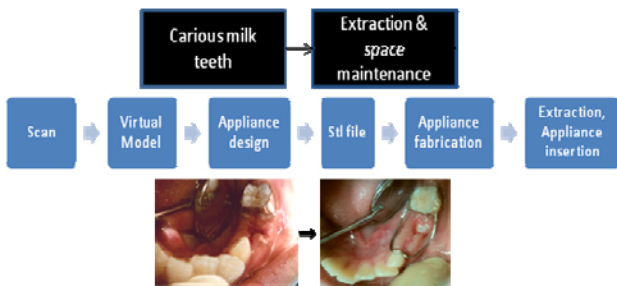 Carious milk
teeth
Extraction &
space
maintenance
Scan
Virtual
Model
Appliance
design
Stl file
Appliance
fabrication
Extraction,
Appliance
insertion